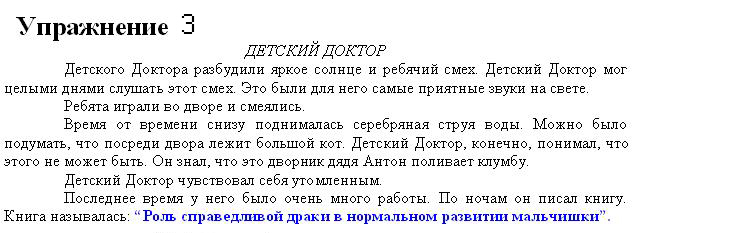 Упражнение 3
ДЕТСКИЙ ДОКТОР
Детского Доктора разбудили яркое солнце и ребячий смех. Детский Доктор мог
целыми днями слушать этот смех. Это были для него самые приятные звуки на свете.
Ребята играли во дворе и смеялись.
Время от времени снизу поднималась серебряная струя воды. Можно было
подумать, что посреди двора лежит большой кот. Детский Доктор, конечно, понимал, что
этого не может быть. Он знал, что это дворник дядя Антон поливает клумбу.
Детский Доктор чувствовал себя утомленным.
Последнее время у него было очень много работы. По ночам он писал книгу.
Книга называлась: “Роль справедливой драки в нормальном развитии мальчишки”.